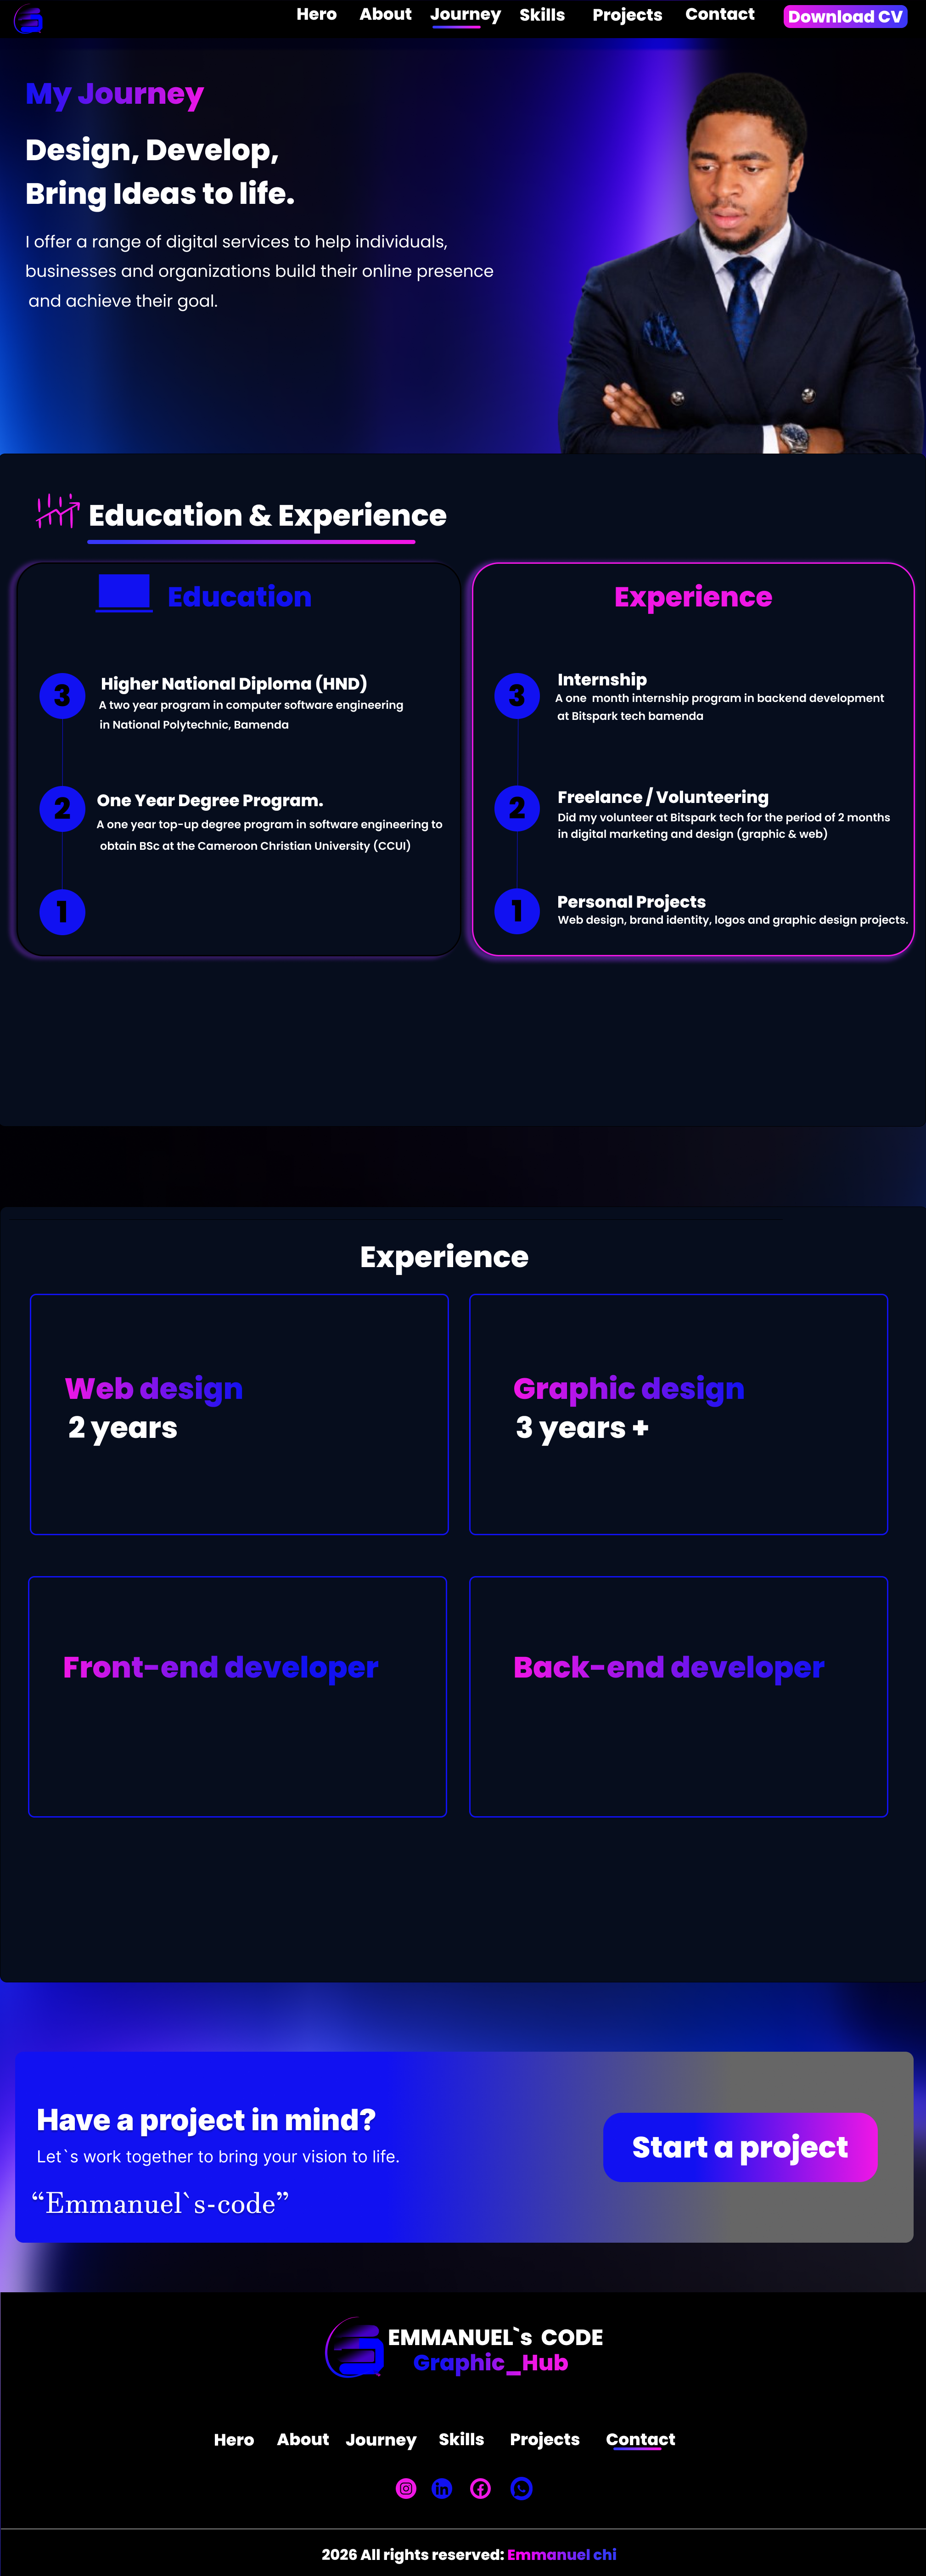 Hero About Journey Skills Projects Contact Download CV
My Journey
Design, Develop,
Bring Ideas to life.
I offer a range of digital services to help individuals,
businesses and organizations build their online presence
and achieve their goal.
Education & Experience
Education
3
Higher National Diploma (HND)
A two year program in computer software engineering
in National Polytechnic, Bamenda
2
One Year Degree Program.
A one year top-up degree program in software engineering to
obtain BSc at the Cameroon Christian University (CCUI)
1
Experience
3
Internship
A one month internship program in backend development
at Bitspark tech bamenda
2
Freelance / Volunteering
Did my volunteer at Bitspark tech for the period of 2 months
in digital marketing and design (graphic & web)
1
Personal Projects
Web design, brand identity, logos and graphic design projects.
Experience
Web design
2 years
Graphic design
3 years +
Front-end developer
Back-end developer
Have a project in mind?
Let`s work together to bring your vision to life.
“Emmanuel`s-code”
Start a project
EMMANUEL`s CODE
Graphic_Hub
Hero About Journey Skills Projects Contact
2026 All rights reserved: Emmanuel chi